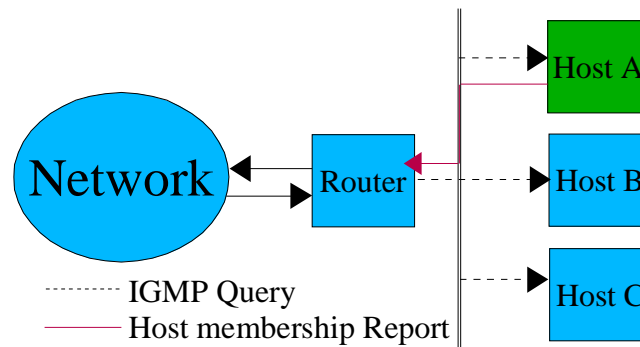 Host A
Network
Router
Host B
Host C
IGMP Query
Host membership Report